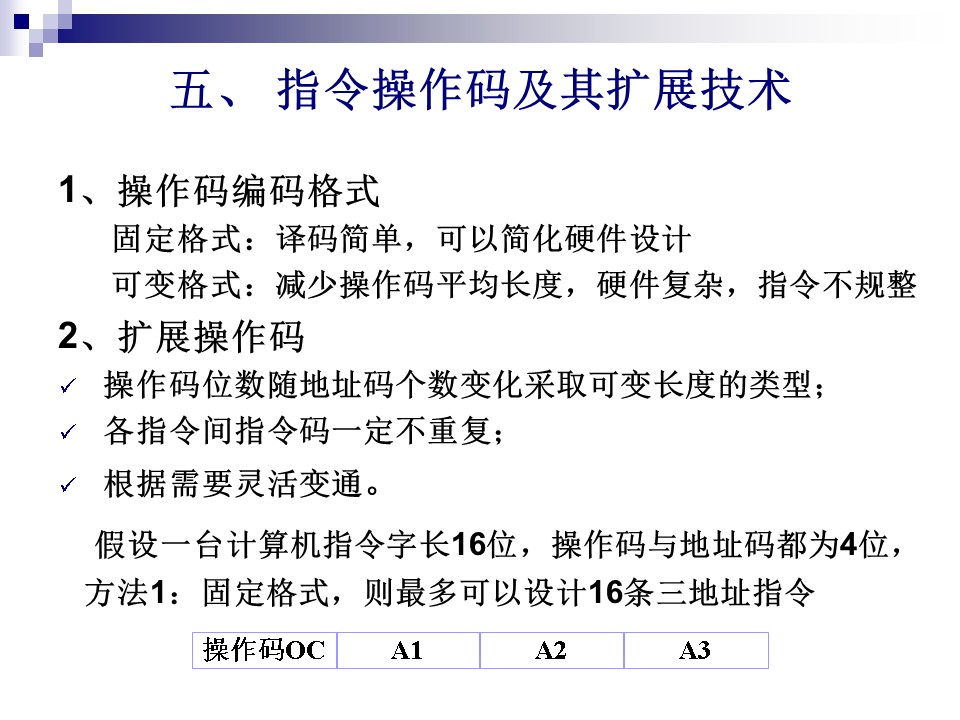 五、 指令操作码及其扩展技术
1、操作码编码格式
固定格式：译码简单，可以简化硬件设计
可变格式：减少操作码平均长度，硬件复杂，指令不规整
2、扩展操作码
✓ 操作码位数随地址码个数变化采取可变长度的类型；
✓ 各指令间指令码一定不重复；
✓ 根据需要灵活变通。
假设一台计算机指令字长16位，操作码与地址码都为4位，
方法1：固定格式，则最多可以设计16条三地址指令
操作码OC A1 A2 A3